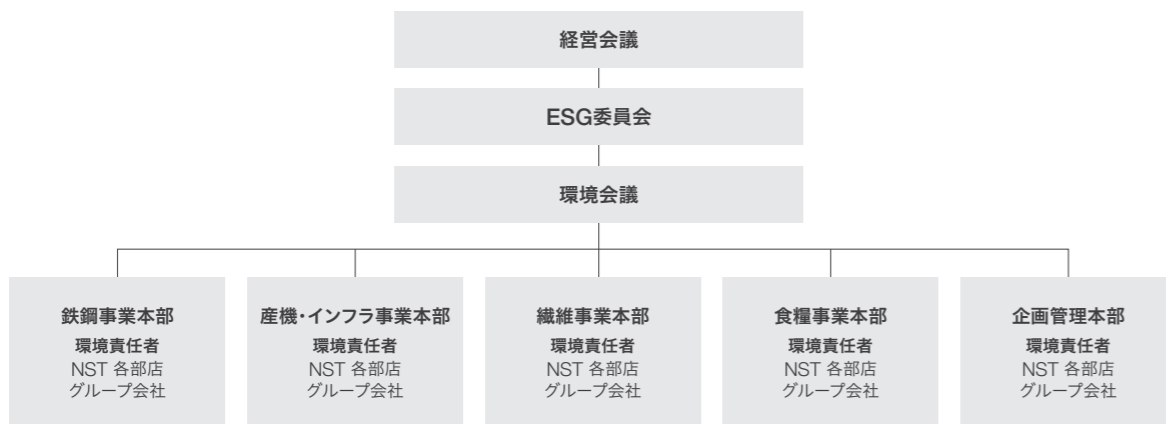 経営会議
ESG委員会
環境会議
鉄鋼事業本部
環境責任者
NST 各部店
グループ会社
産機・インフラ事業本部
環境責任者
NST 各部店
グループ会社
繊維事業本部
環境責任者
NST 各部店
グループ会社
食糧事業本部
環境責任者
NST 各部店
グループ会社
企画管理本部
環境責任者
NST 各部店
グループ会社